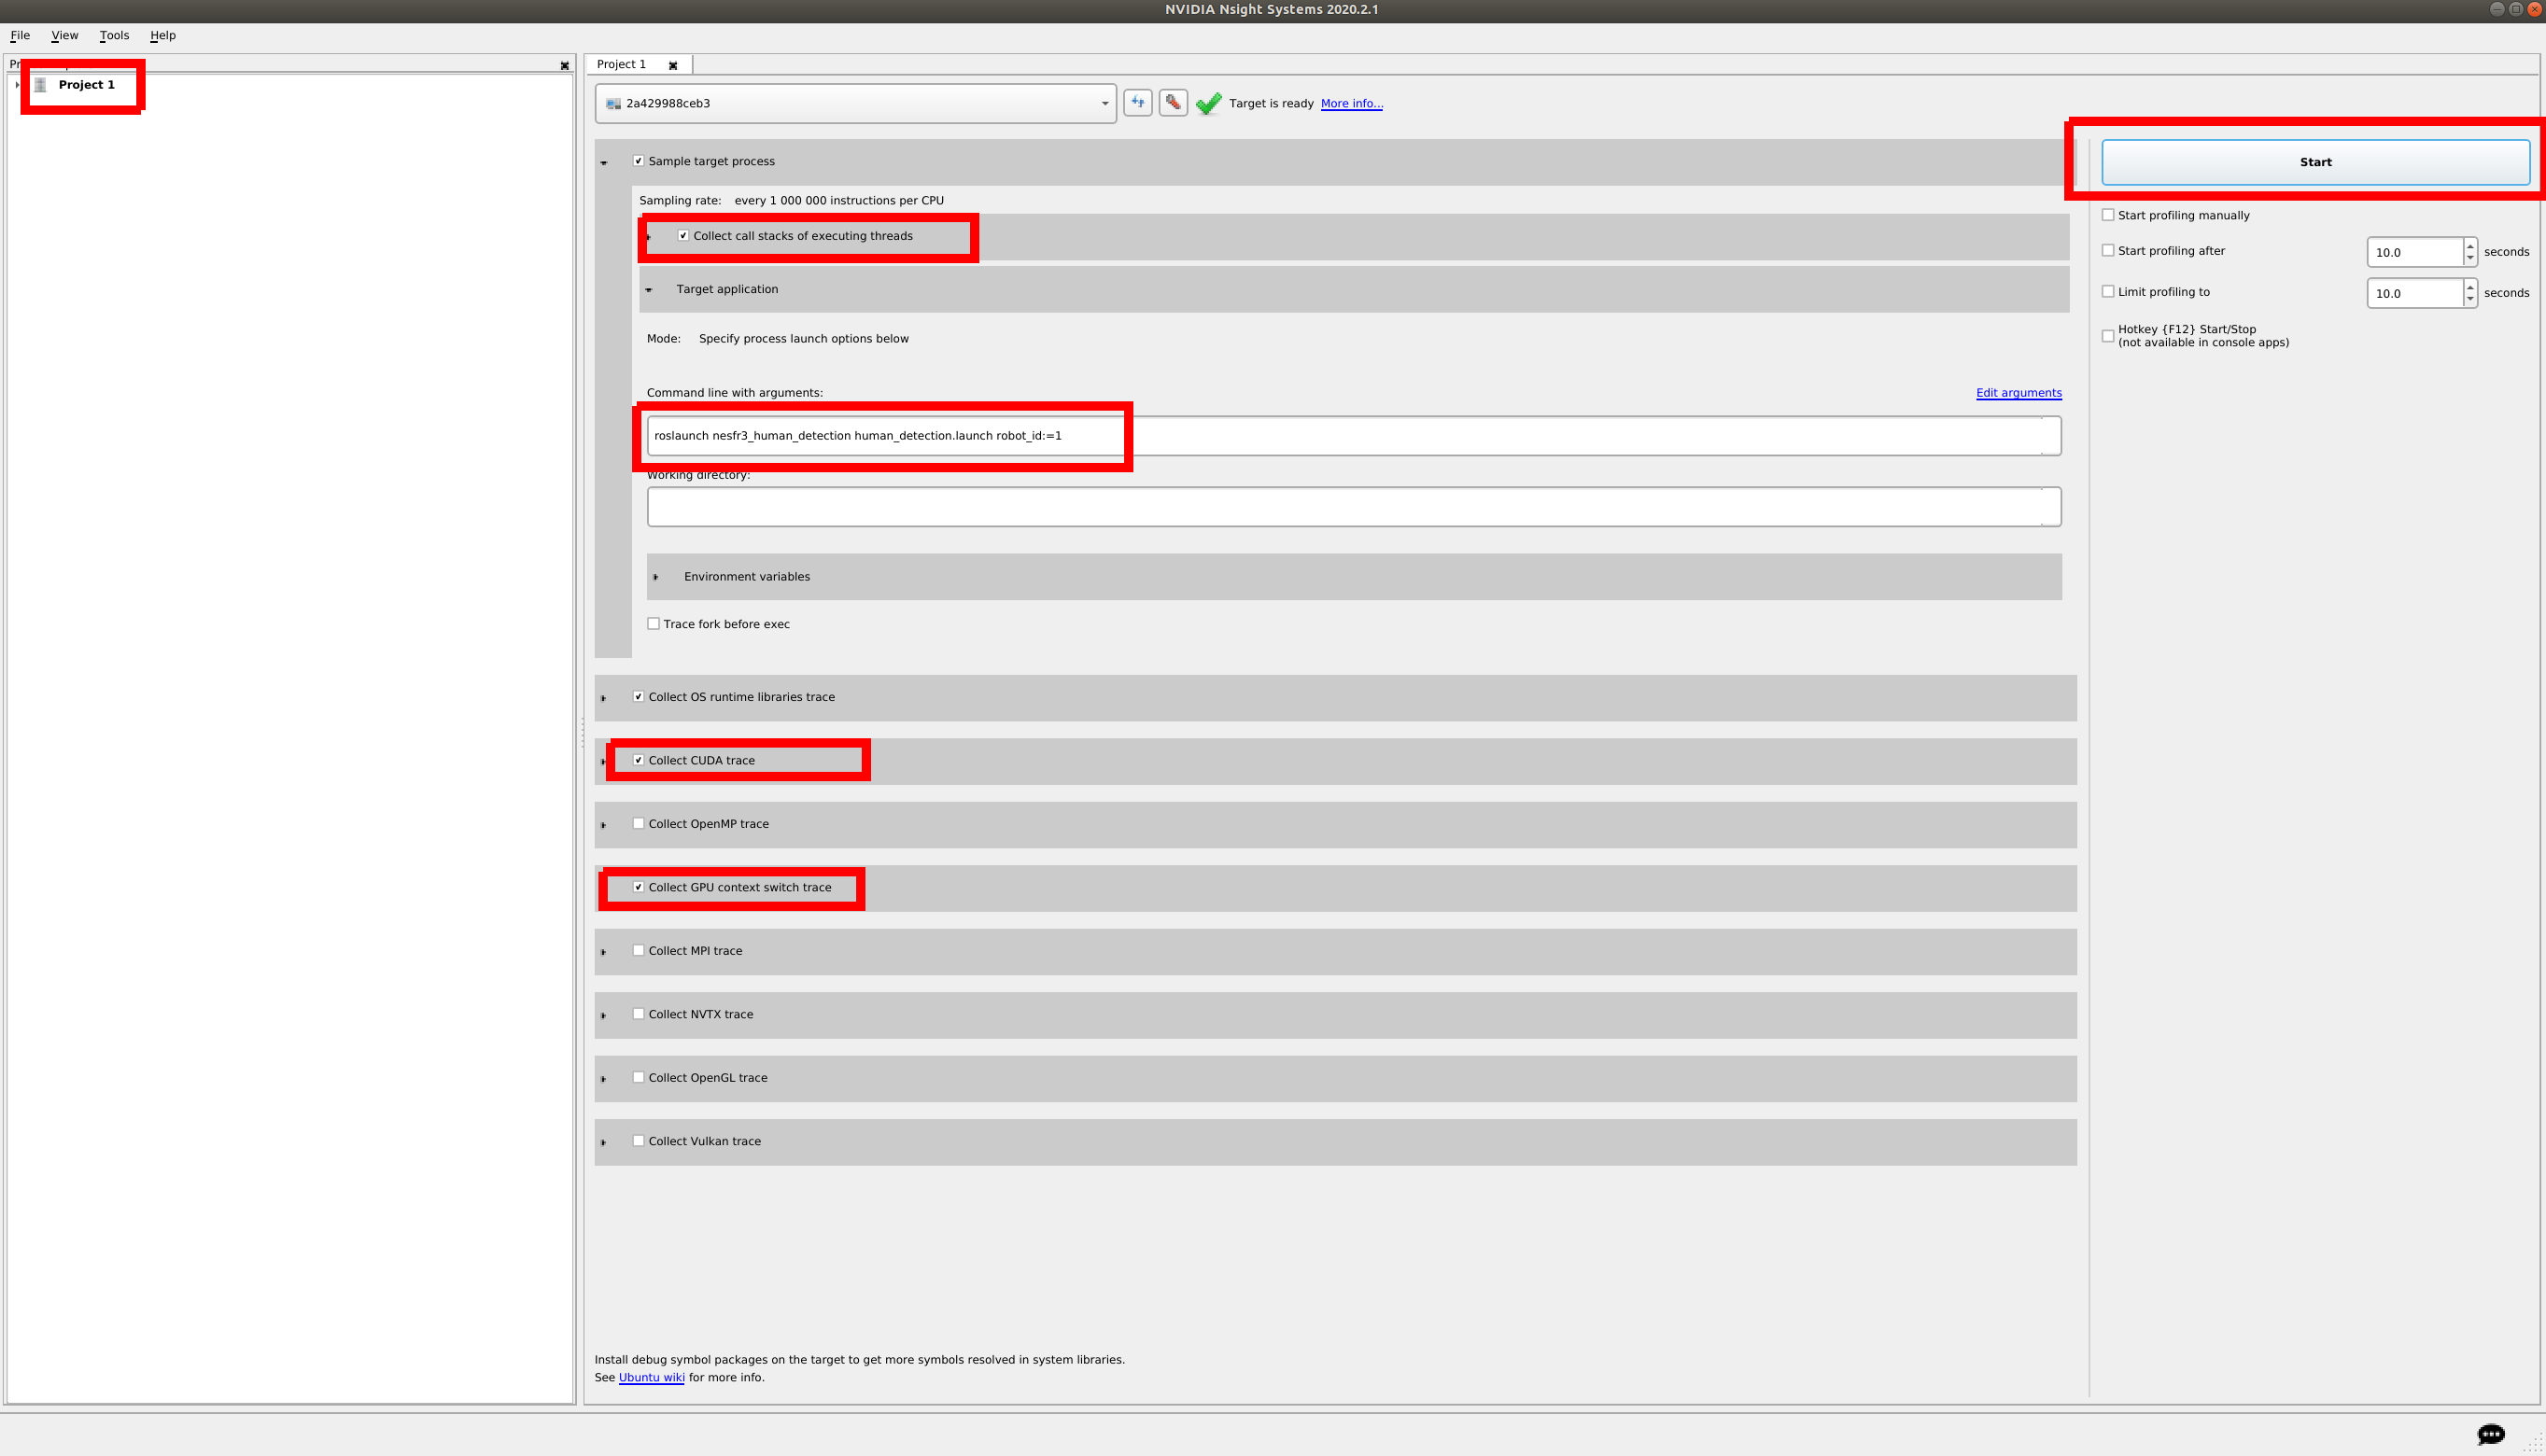 NVIDIA Nsight Systems 2020.2.1
File View Tools Help
Project 1
Project 1
2a429988ceb3
Target is ready More info...
Sample target process
Start
Sampling rate: every 1 000 000 instructions per CPU
Start profiling manually
Collect call stacks of executing threads
Start profiling after 10.0 seconds
Target application
Limit profiling to 10.0 seconds
Hotkey {F12} Start/Stop
(not available in console apps)
Mode: Specify process launch options below
Command line with arguments:
Edit arguments
roslaunch nesfr3_human_detection human_detection.launch robot_id:=1
Working directory:
Environment variables
Trace fork before exec
Collect OS runtime libraries trace
Collect CUDA trace
Collect OpenMP trace
Collect GPU context switch trace
Collect MPI trace
Collect NVTX trace
Collect OpenGL trace
Collect Vulkan trace
Install debug symbol packages on the target to get more symbols resolved in system libraries.
See Ubuntu wiki for more info.